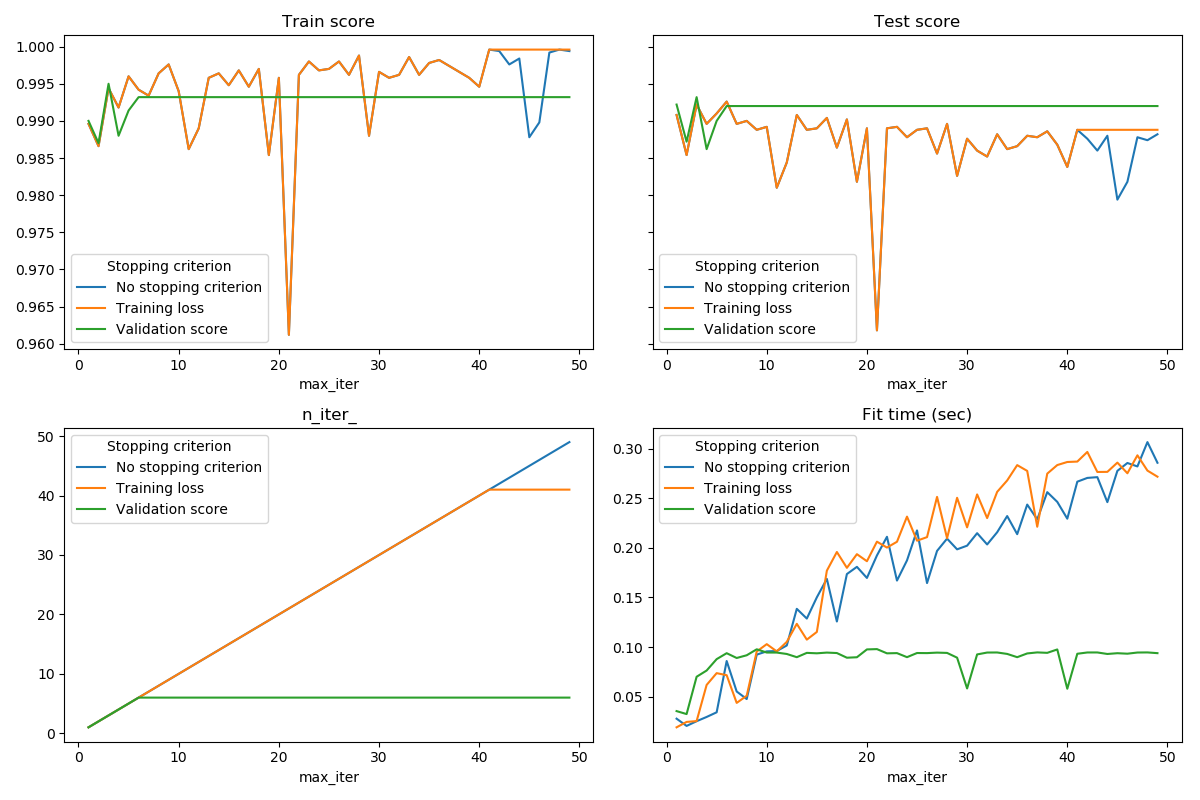 Train score
1.000
0.995
0.990
0.985
0.980
0.975
0.970
0.965
0.960
Stopping criterion
No stopping criterion
Training loss
Validation score
0 10 20 30 40 50
max_iter
Test score
Stopping criterion
No stopping criterion
Training loss
Validation score
0 10 20 30 40 50
max_iter
n_iter_
50
40
30
20
10
0
Stopping criterion
No stopping criterion
Training loss
Validation score
0 10 20 30 40 50
max_iter
Fit time (sec)
0.30
0.25
0.20
0.15
0.10
0.05
Stopping criterion
No stopping criterion
Training loss
Validation score
0 10 20 30 40 50
max_iter